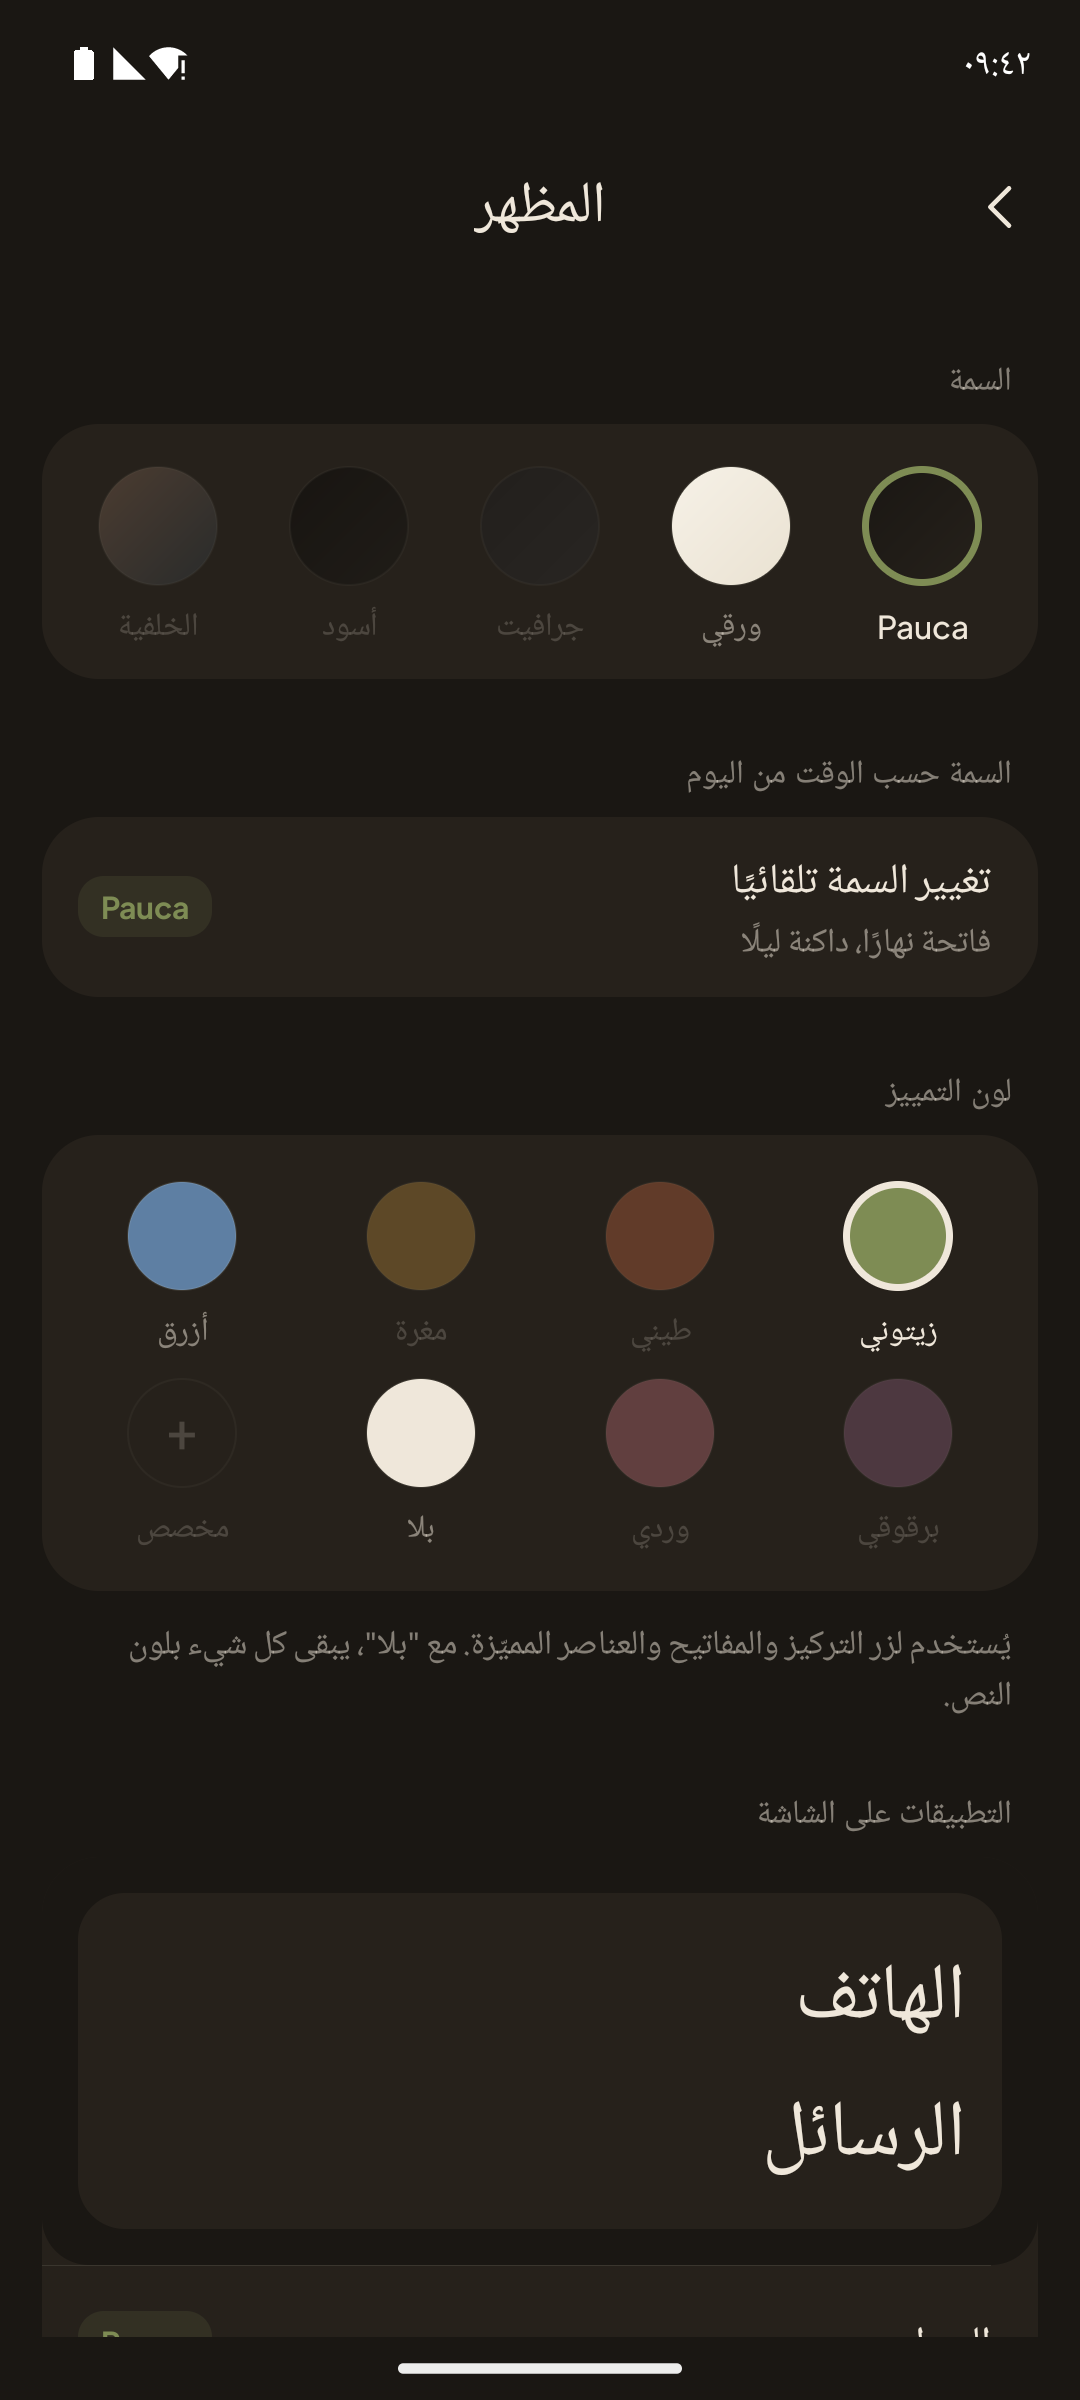 ٠٩:٤٢
المظهر
السمة
Pauca ورقي جرافيت أسود الخلفية
السمة حسب الوقت من اليوم
تغيير السمة تلقائيًا
Pauca
فاتحة نهارًا، داكنة ليلًا
لون التمييز
زيتوني طيني مغرة أزرق
برقوقي وردي بلا مخصص
يُستخدم لزر التركيز والمفاتيح والعناصر المميّزة. مع "بلا"، يبقى كل شيء بلون
النص.
التطبيقات على الشاشة
الهاتف
الرسائل